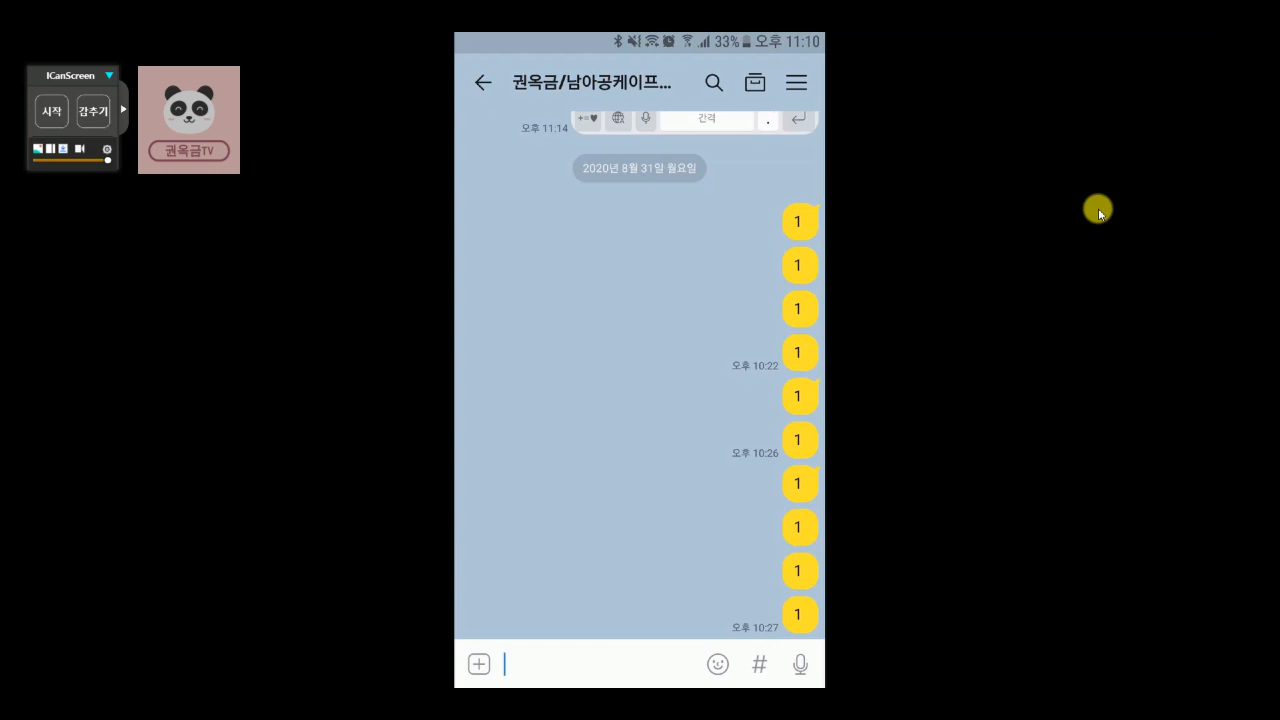 33% 오후 11:10
ICanScreen
시작 감추기
권옥금TV
권옥금/남아공케이프...
간격 .
오후 11:14
2020년 8월 31일 월요일
1
1
1
1
오후 10:22
1
1
오후 10:26
1
1
1
1
오후 10:27
#